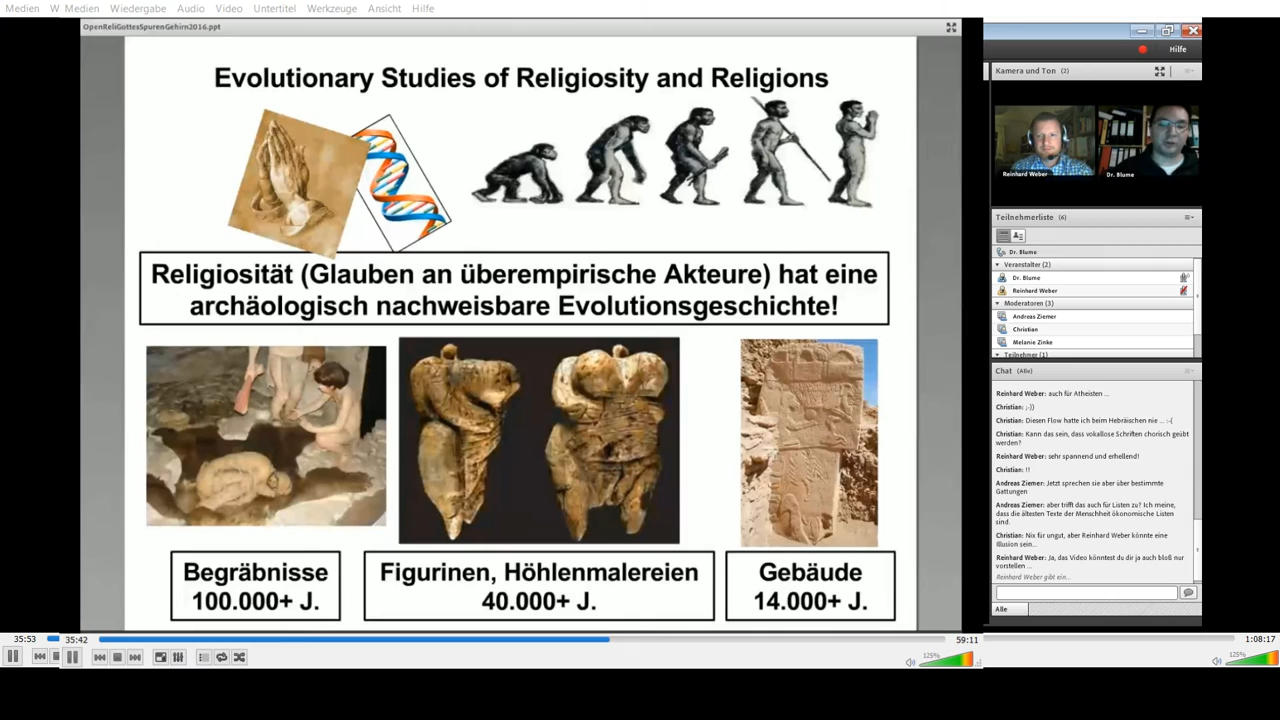 Medien W Medien Wiedergabe Audio Video Untertitel Werkzeuge Ansicht Hilfe
OpenReliGottesSpurenGehirn2016.ppt
Evolutionary Studies of Religiosity and Religions
Religiosität (Glauben an überempirische Akteure) hat eine
archäologisch nachweisbare Evolutionsgeschichte!
Begräbnisse
100.000+ J.
Figurinen, Höhlenmalereien
40.000+ J.
Gebäude
14.000+ J.
Hilfe
Kamera und Ton (2)
Reinhard Weber
Dr. Blume
Teilnehmerliste (6)
Dr. Blume
Veranstalter (2)
Dr. Blume
Reinhard Weber
Moderatoren (3)
Andreas Ziemer
Christian
Melanie Zinke
Teilnehmer (1)
Chat (Alle)
Reinhard Weber: auch für Atheisten ...
Christian: ;-))
Christian: Diesen Flow hatte ich beim Hebräischen nie ... :-(
Christian: Kann das sein, dass vokallose Schriften chorisch geübt
werden?
Reinhard Weber: sehr spannend und erhellend!
Christian: !!
Andreas Ziemer: Jetzt sprechen sie aber über bestimmte
Gattungen
Andreas Ziemer: aber trifft das auch für Listen zu? Ich meine,
dass die ältesten Texte der Menschheit ökonomische Listen
sind.
Christian: Nix für ungut, aber Reinhard Weber könnte eine
Illusion sein...
Reinhard Weber: Ja, das Video könntest du dir ja auch bloß nur
vorstellen ...
Reinhard Weber gibt ein...
Alle
35:53 35:42 59:11 1:08:17
125% 125%